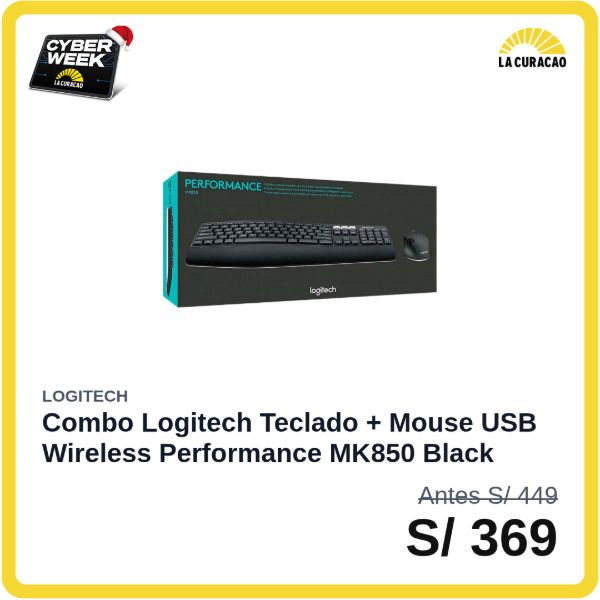 CYBER
WEEK
LA CURACAO
LA CURACAO
PERFORMANCE
MK850
logitech
LOGITECH
Combo Logitech Teclado + Mouse USB
Wireless Performance MK850 Black
Antes S/ 449
S/ 369